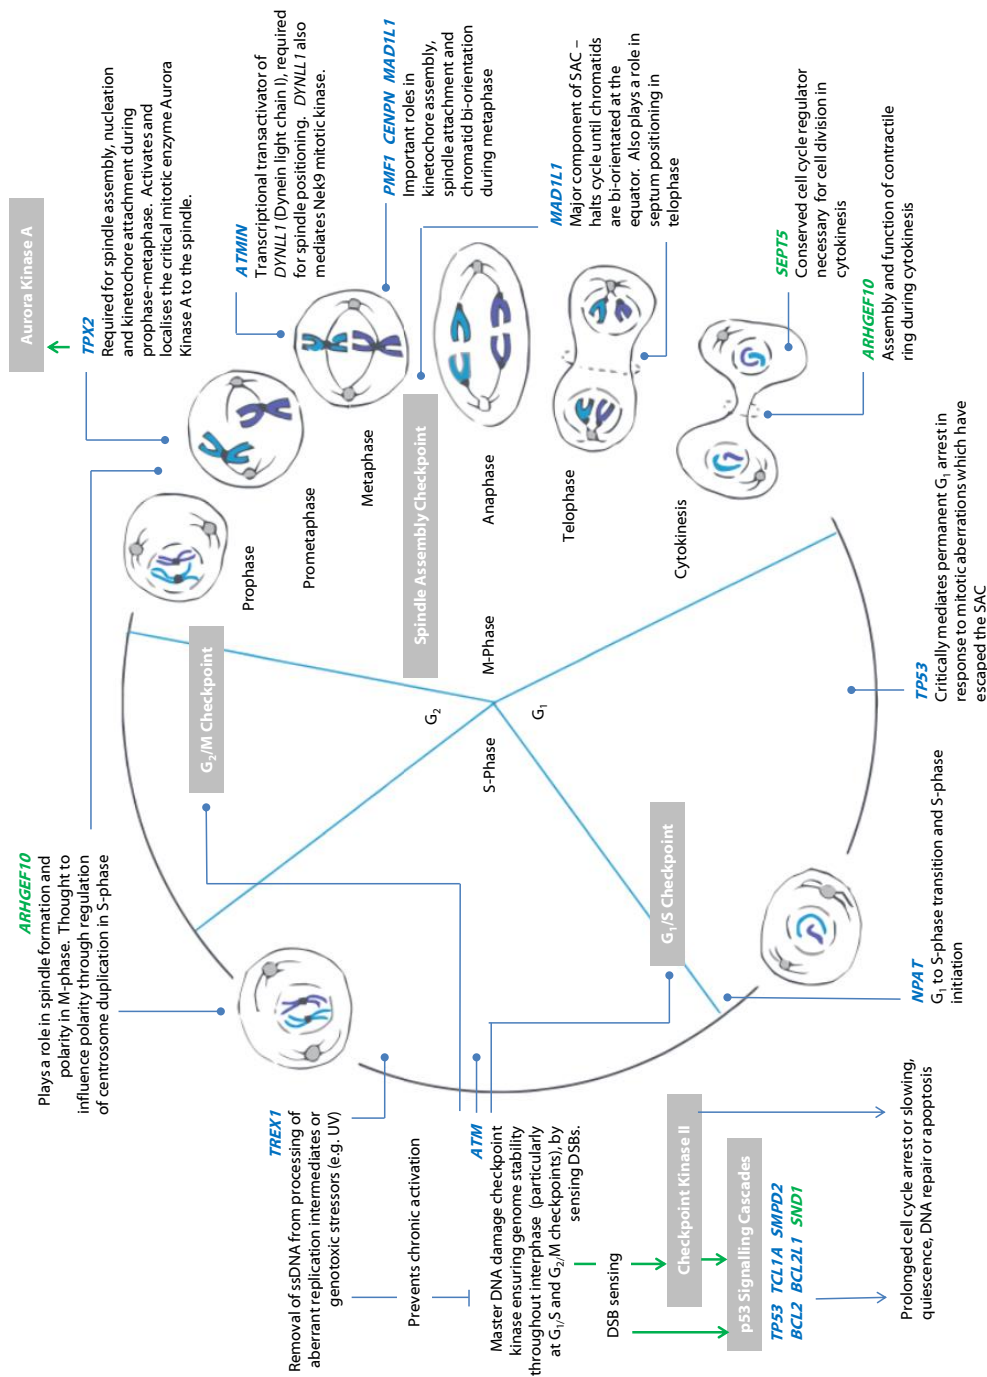 ARHGEF10
Plays a role in spindle formation and
polarity in M-phase. Thought to
influence polarity through regulation
of centrosome duplication in S-phase
Aurora Kinase A
TPX2
Required for spindle assembly, nucleation
and kinetochore attachment during
prophase-metaphase. Activates and
localises the critical mitotic enzyme Aurora
Kinase A to the spindle.
ATMIN
Transcriptional transactivator of
DYNLL1 (Dynein light chain I), required
for spindle positioning. DYNLL1 also
mediates Nek9 mitotic kinase.
PMF1 CENPN MAD1L1
Important roles in
kinetochore assembly,
spindle attachment and
chromatid bi-orientation
during metaphase
MAD1L1
Major component of SAC –
halts cycle until chromatids
are bi-orientated at the
equator. Also plays a role in
septum positioning in
telophase
SEPT5
Conserved cell cycle regulator
necessary for cell division in
cytokinesis
ARHGEF10
Assembly and function of contractile
ring during cytokinesis
Prophase
Prometaphase
Metaphase
Anaphase
Telophase
Cytokinesis
G2/M Checkpoint
Spindle Assembly Checkpoint
M-Phase
G2
G1
S-Phase
G1/S Checkpoint
TREX1
Removal of ssDNA from processing of
aberrant replication intermediates or
genotoxic stressors (e.g. UV)
Prevents chronic activation
ATM
Master DNA damage checkpoint
kinase ensuring genome stability
throughout interphase (particularly
at G1/S and G2/M checkpoints), by
sensing DSBs.
DSB sensing
Checkpoint Kinase II
p53 Signalling Cascades
TP53 TCL1A SMPD2
BCL2 BCL2L1 SND1
Prolonged cell cycle arrest or slowing,
quiescence, DNA repair or apoptosis
NPAT
G1 to S-phase transition and S-phase
initiation
TP53
Critically mediates permanent G1 arrest in
response to mitotic aberrations which have
escaped the SAC